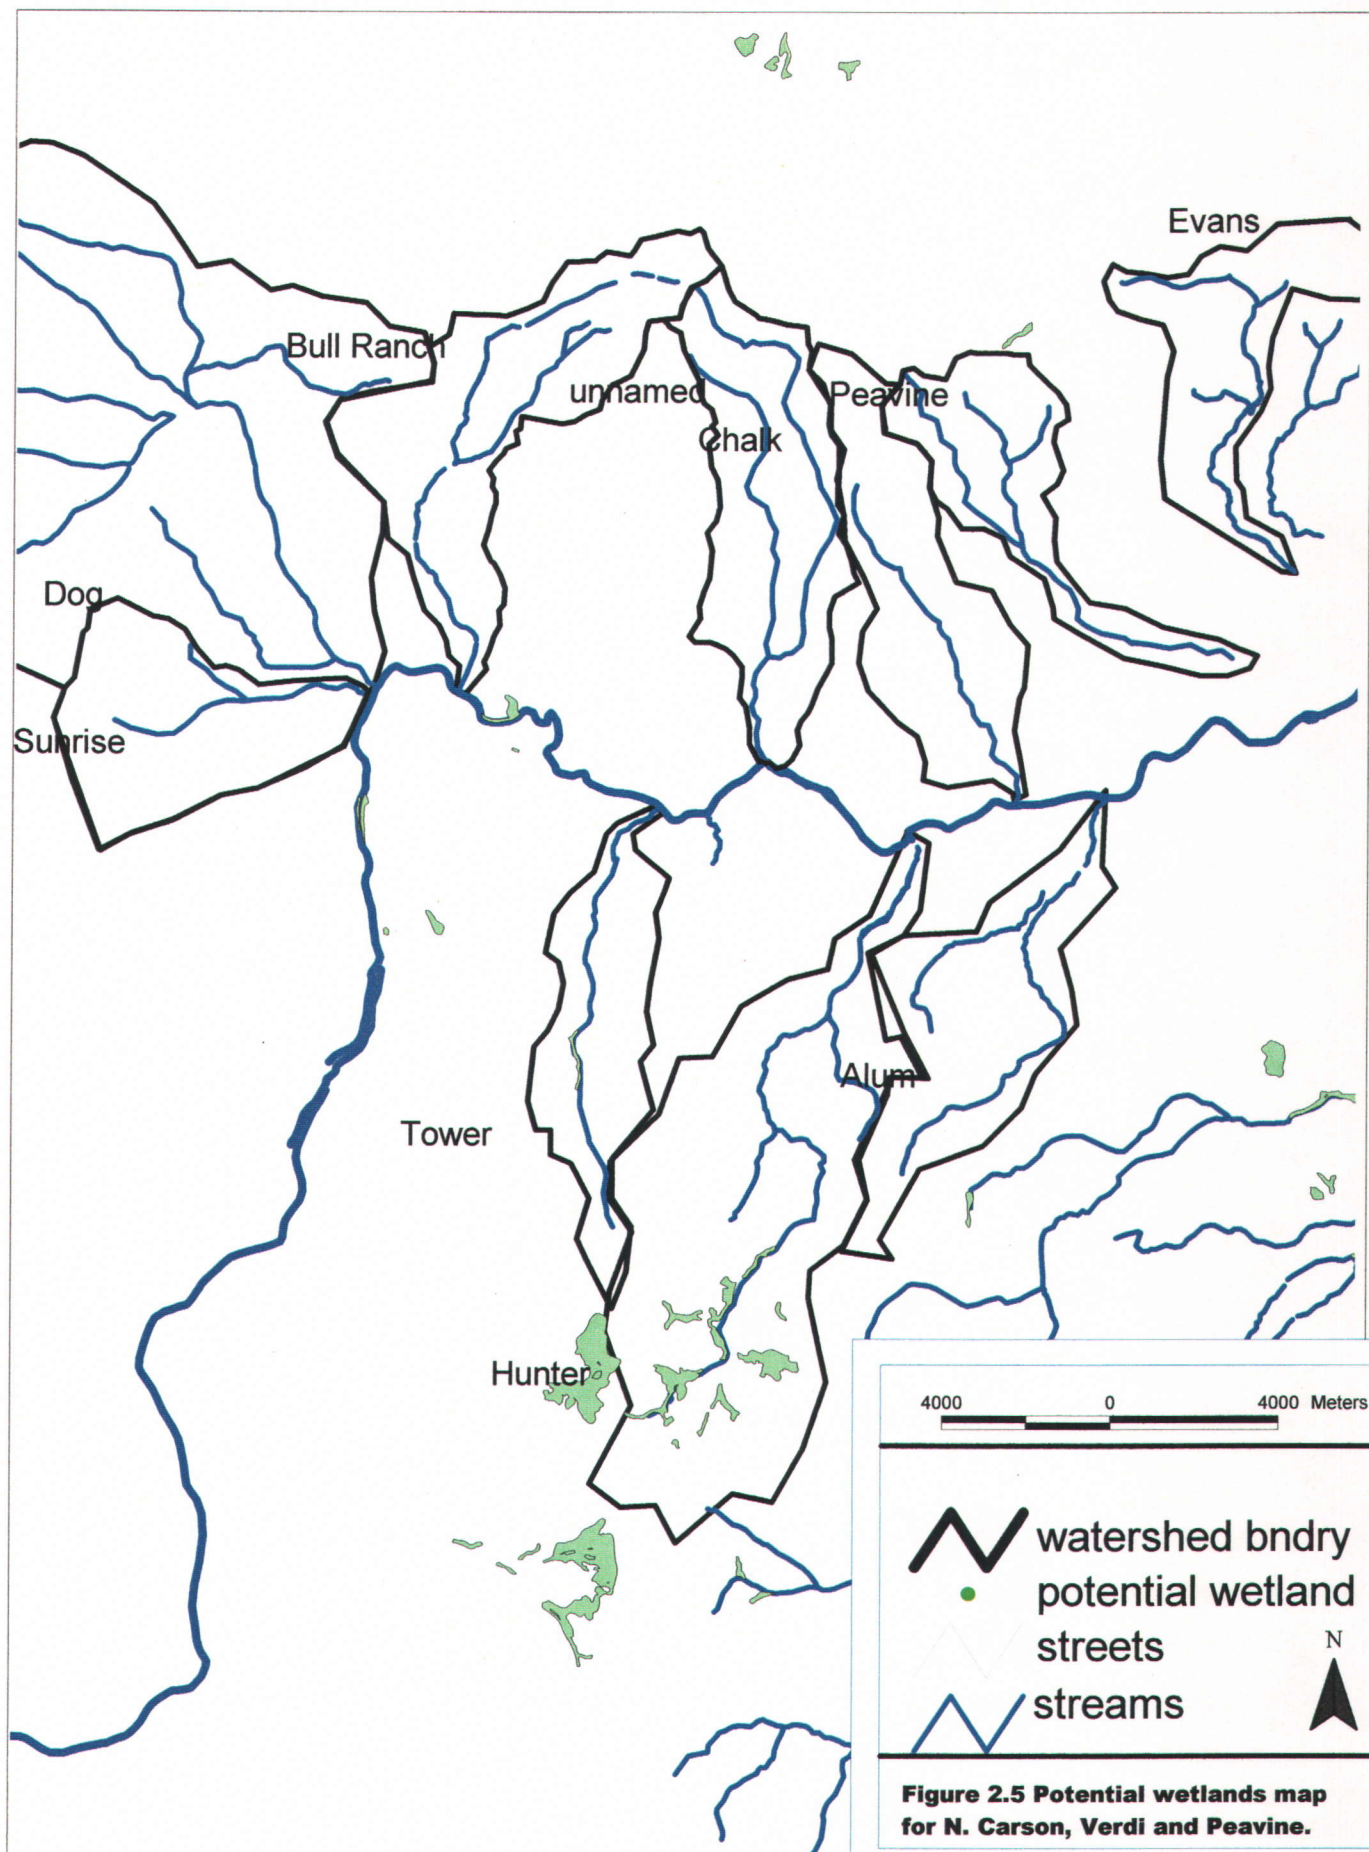 Evans
Bull Ranch
unnamed
Peavine
Chalk
Dog
Sunrise
Alum
Tower
Hunter
4000 0 4000 Meters
watershed bndry
potential wetland
streets
N
streams
Figure 2.5 Potential wetlands map
for N. Carson, Verdi and Peavine.